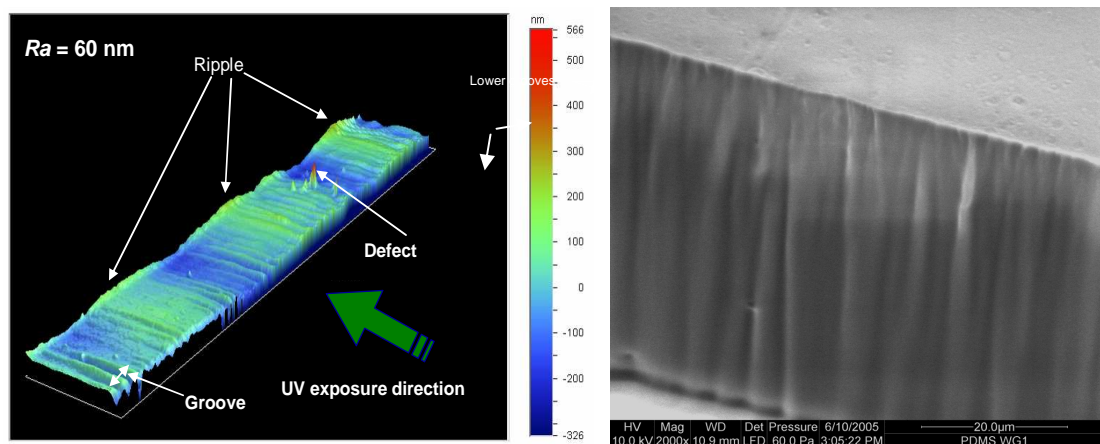 Ra = 60 nm
Ripple
Defect
Groove
UV exposure direction
Lower
oves
nm
566
500
400
300
200
100
0
-100
-200
-326
HV Mag WD Det Pressure 6/10/2005 20.0µm
10.0 kV 2000x 10.9 mm LFD 60.0 Pa 3:05:22 PM PDMS WG1